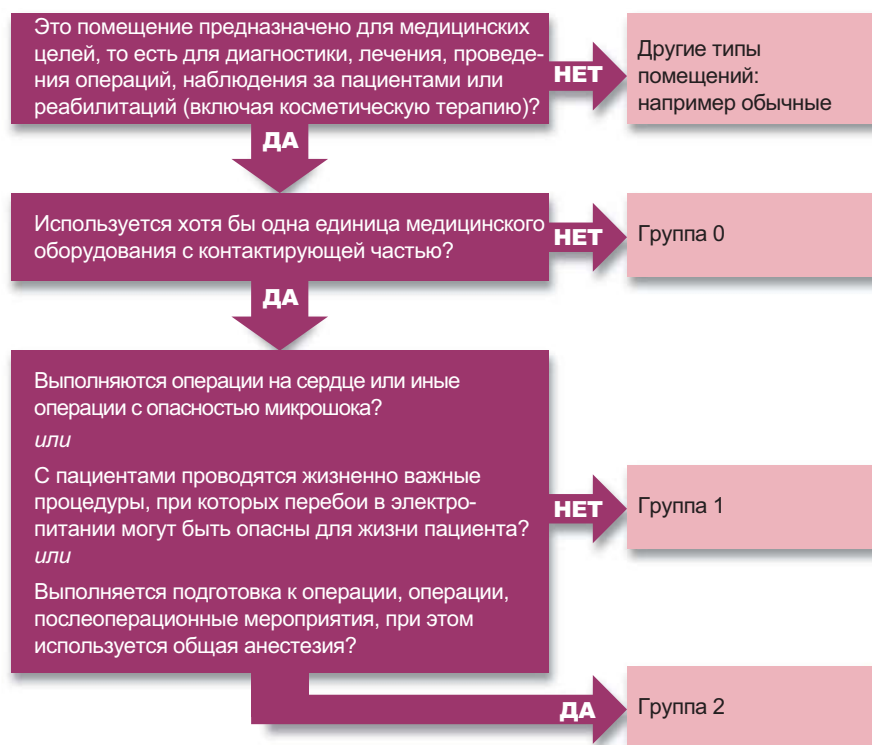 Это помещение предназначено для медицинских
целей, то есть для диагностики, лечения, проведе-
ния операций, наблюдения за пациентами или
реабилитаций (включая косметическую терапию)?
НЕТ
Другие типы
помещений:
например обычные
ДА
Используется хотя бы одна единица медицинского
оборудования с контактирующей частью?
НЕТ
Группа 0
ДА
Выполняются операции на сердце или иные
операции с опасностью микрошока?
или
С пациентами проводятся жизненно важные
процедуры, при которых перебои в электро-
питании могут быть опасны для жизни пациента?
или
Выполняется подготовка к операции, операции,
послеоперационные мероприятия, при этом
используется общая анестезия?
НЕТ
Группа 1
ДА
Группа 2